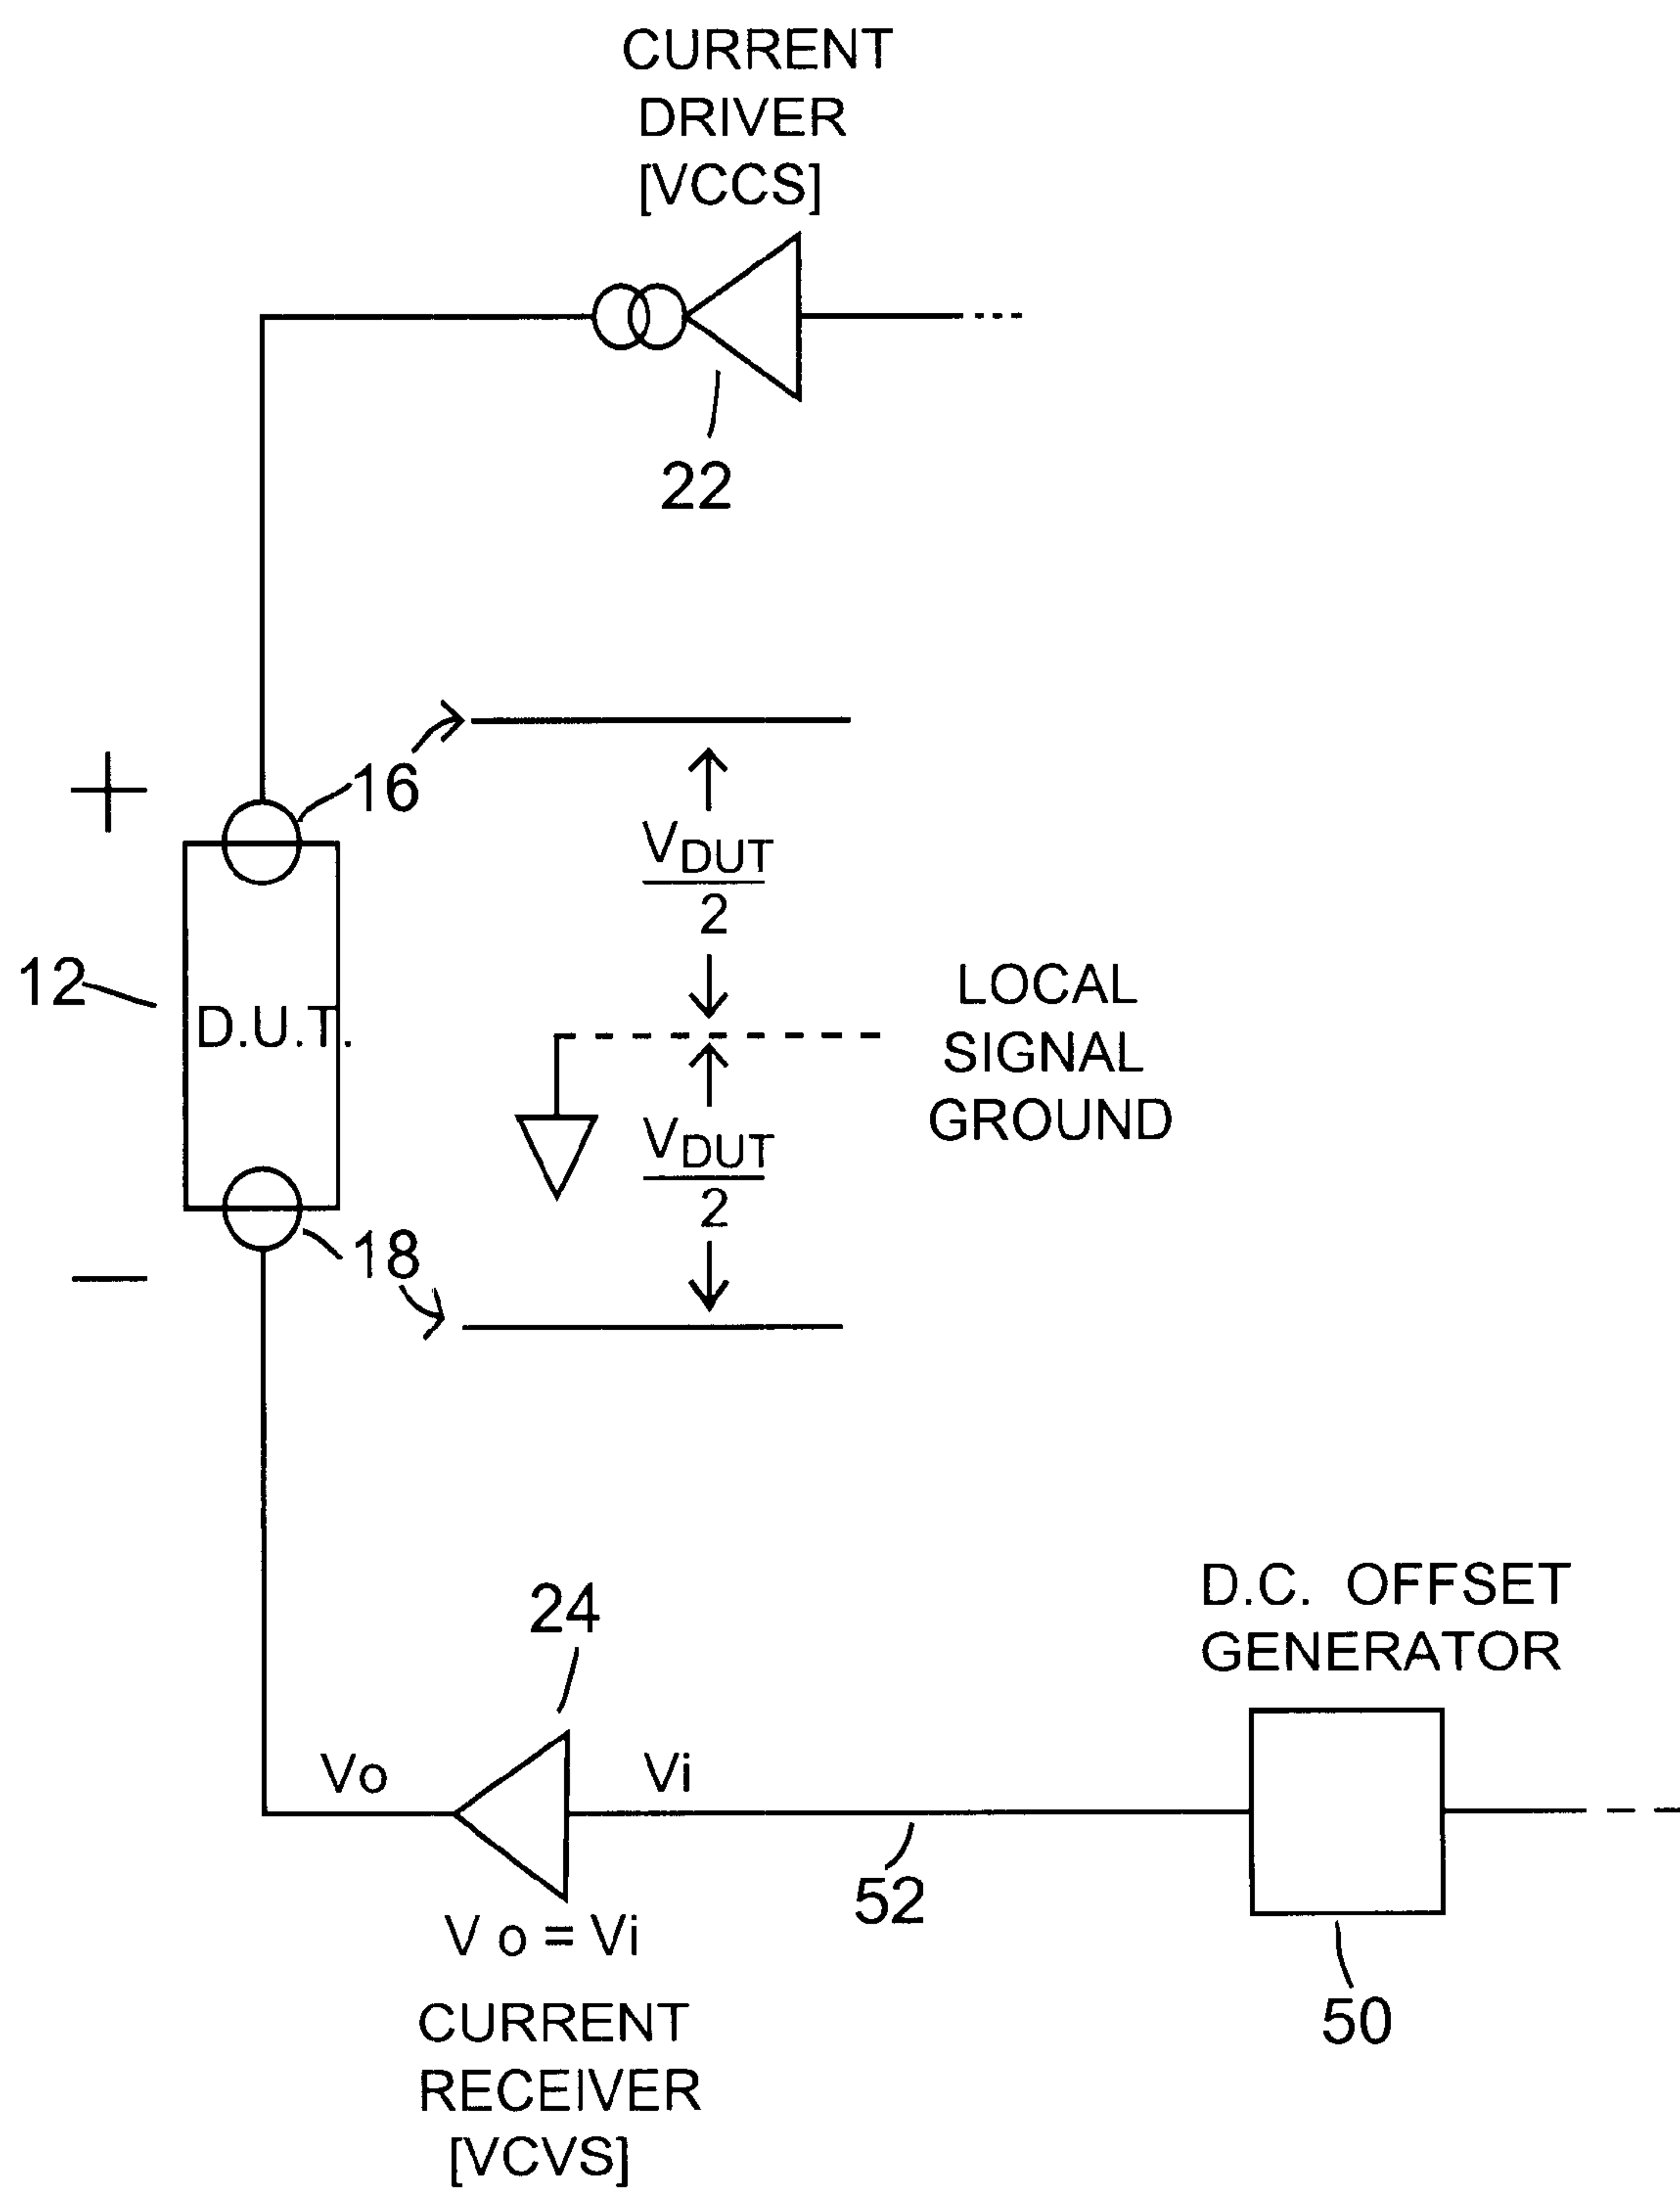 CURRENT
DRIVER
[VCCS]
22
+
16
VDUT
2
12
D.U.T.
LOCAL
SIGNAL
GROUND
VDUT
2
18
−
24
D.C. OFFSET
GENERATOR
Vo
Vi
52
Vo = Vi
50
CURRENT
RECEIVER
[VCVS]